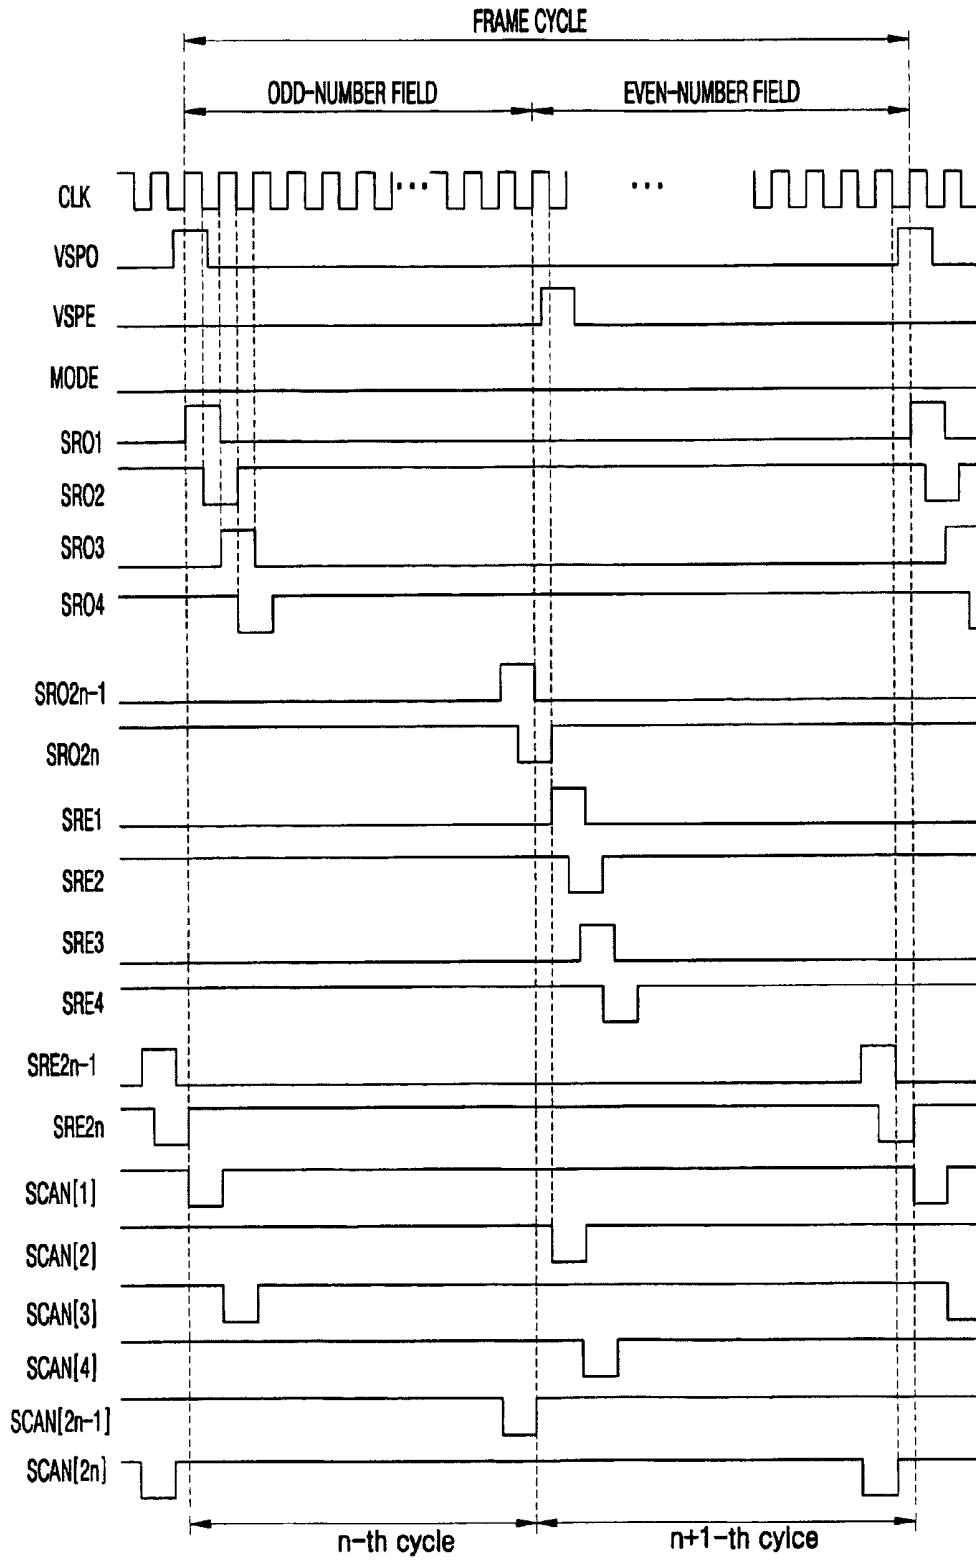 FRAME CYCLE
ODD-NUMBER FIELD
EVEN-NUMBER FIELD
CLK
VSPO
VSPE
MODE
SRO1
SRO2
SRO3
SRO4
SRO2n-1
SRO2n
SRE1
SRE2
SRE3
SRE4
SRE2n-1
SRE2n
SCAN[1]
SCAN[2]
SCAN[3]
SCAN[4]
SCAN[2n-1]
SCAN[2n]
n-th cycle
n+1-th cylce